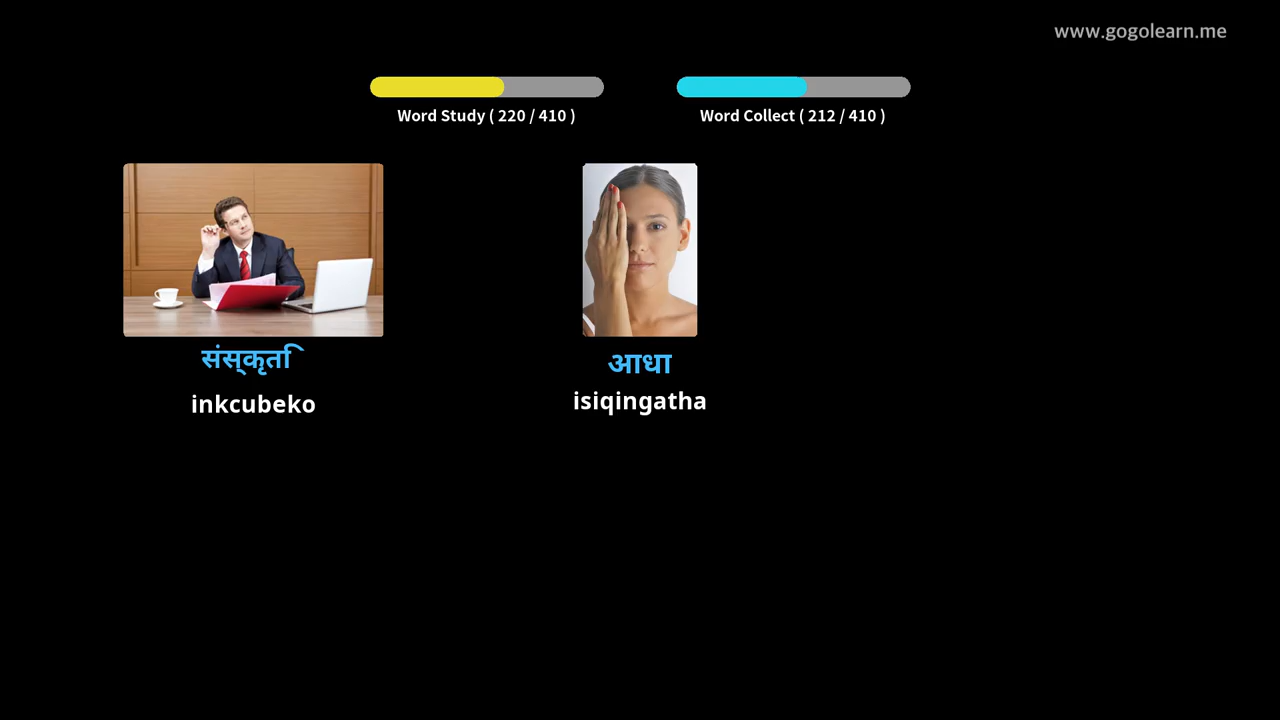 www.gogolearn.me
Word Study ( 220 / 410 )
Word Collect ( 212 / 410 )
संस्कृति
inkcubeko
आधा
isiqingatha